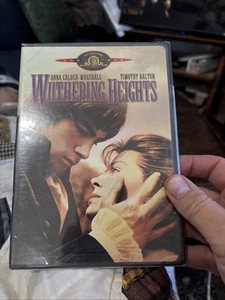 ANNA CALDER-MARSHALL TIMOTHY DALTON
WUTHERING HEIGHTS